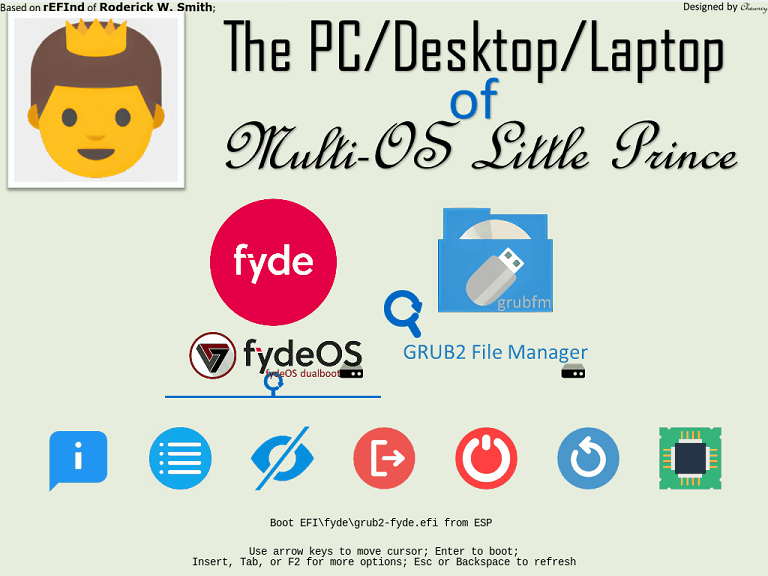 Based on rEFInd of Roderick W. Smith;
Designed by Chauncy
The PC/Desktop/Laptop
of
Multi-OS Little Prince
fyde
grubfm
fydeOS
fydeOS dualboot
GRUB2 File Manager
i
Boot EFI\fyde\grub2-fyde.efi from ESP
Use arrow keys to move cursor; Enter to boot;
Insert, Tab, or F2 for more options; Esc or Backspace to refresh